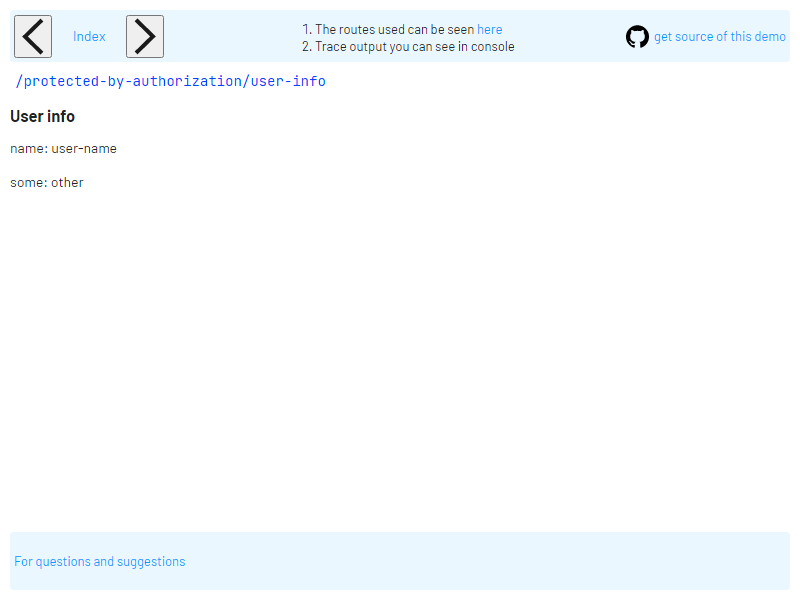 Index
1. The routes used can be seen here
2. Trace output you can see in console
get source of this demo
/protected-by-authorization/user-info
User info
name: user-name
some: other
For questions and suggestions